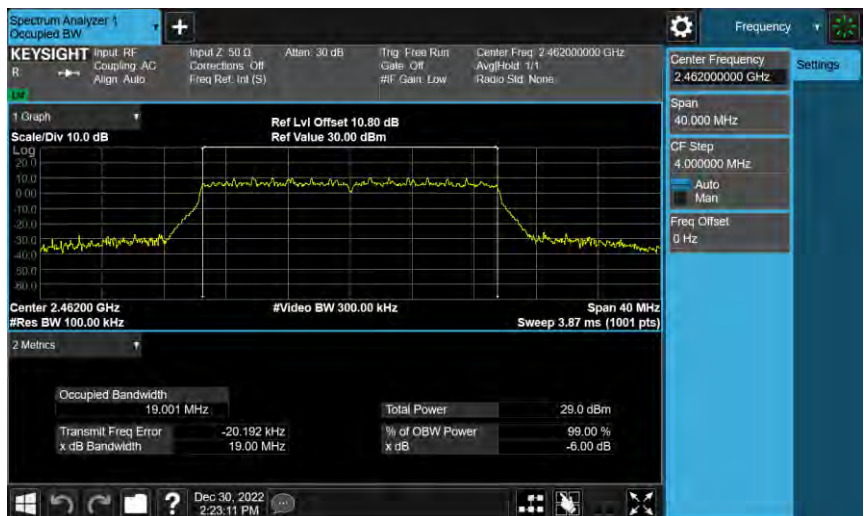 Spectrum Analyzer 1
Occupied BW
Frequency
KEYSIGHT
R
Input: RF
Coupling: AC
Align: Auto
Input Z: 50 Ω
Corrections: Off
Freq Ref: Int (S)
Atten: 30 dB
Trig: Free Run
Gate: Off
#IF Gain: Low
Center Freq: 2.462000000 GHz
Avg|Hold: 1/1
Radio Std: None
Center Frequency
2.462000000 GHz
Settings
Span
40.000 MHz
CF Step
4.000000 MHz
Auto
Man
Freq Offset
0 Hz
1 Graph
Scale/Div 10.0 dB
Ref Lvl Offset 10.80 dB
Ref Value 30.00 dBm
Log
20.0
10.0
0.00
-10.0
-20.0
-30.0
-40.0
-50.0
-60.0
Center 2.46200 GHz
#Res BW 100.00 kHz
#Video BW 300.00 kHz
Span 40 MHz
Sweep 3.87 ms (1001 pts)
2 Metrics
Occupied Bandwidth
19.001 MHz
Total Power 29.0 dBm
Transmit Freq Error -20.192 kHz
% of OBW Power 99.00 %
x dB Bandwidth 19.00 MHz
x dB -6.00 dB
Dec 30, 2022
2:23:11 PM